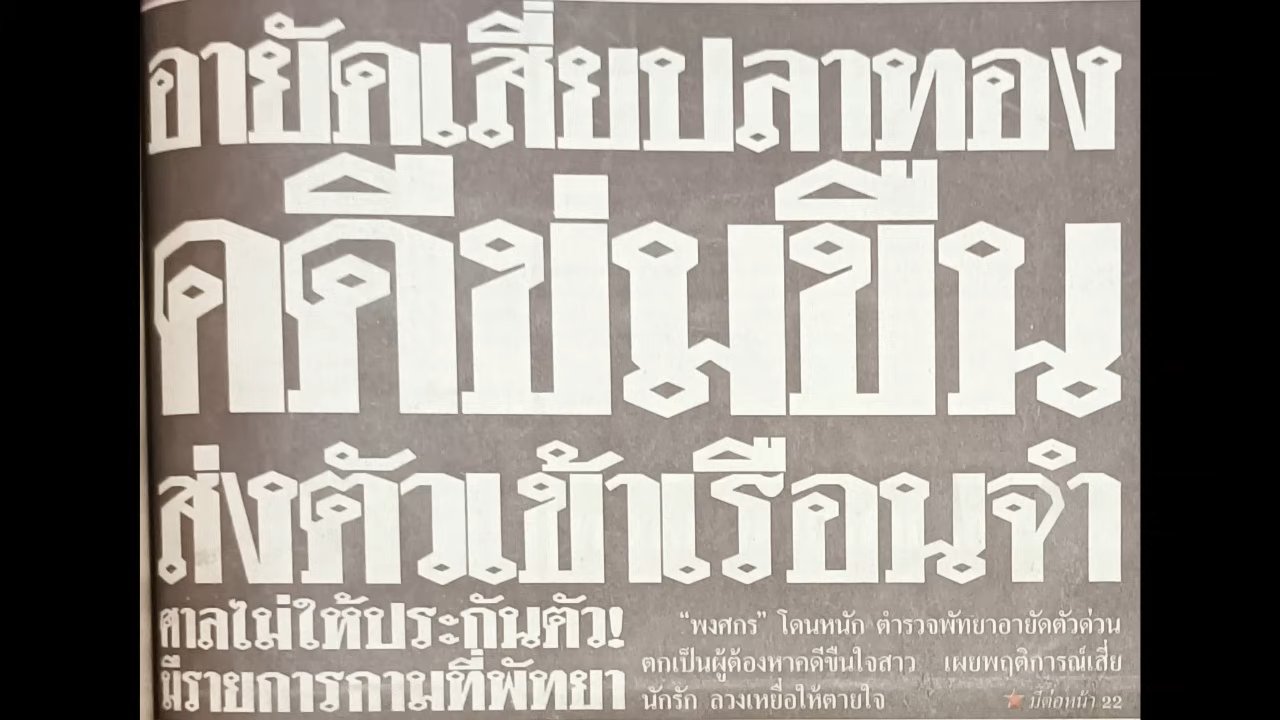 อายัดเสี่ยปลาทอง
คดีข่มขืน
ส่งตัวเข้าเรือนจำ
ศาลไม่ให้ประกันตัว!
มีรายการกามที่พัทยา
“พงศกร” โดนหนัก ตำรวจพัทยาอายัดตัวด่วน
ตกเป็นผู้ต้องหาคดีขืนใจสาว เผยพฤติการณ์เสี่ย
นักรัก ลวงเหยื่อให้ตายใจ
มีต่อหน้า 22